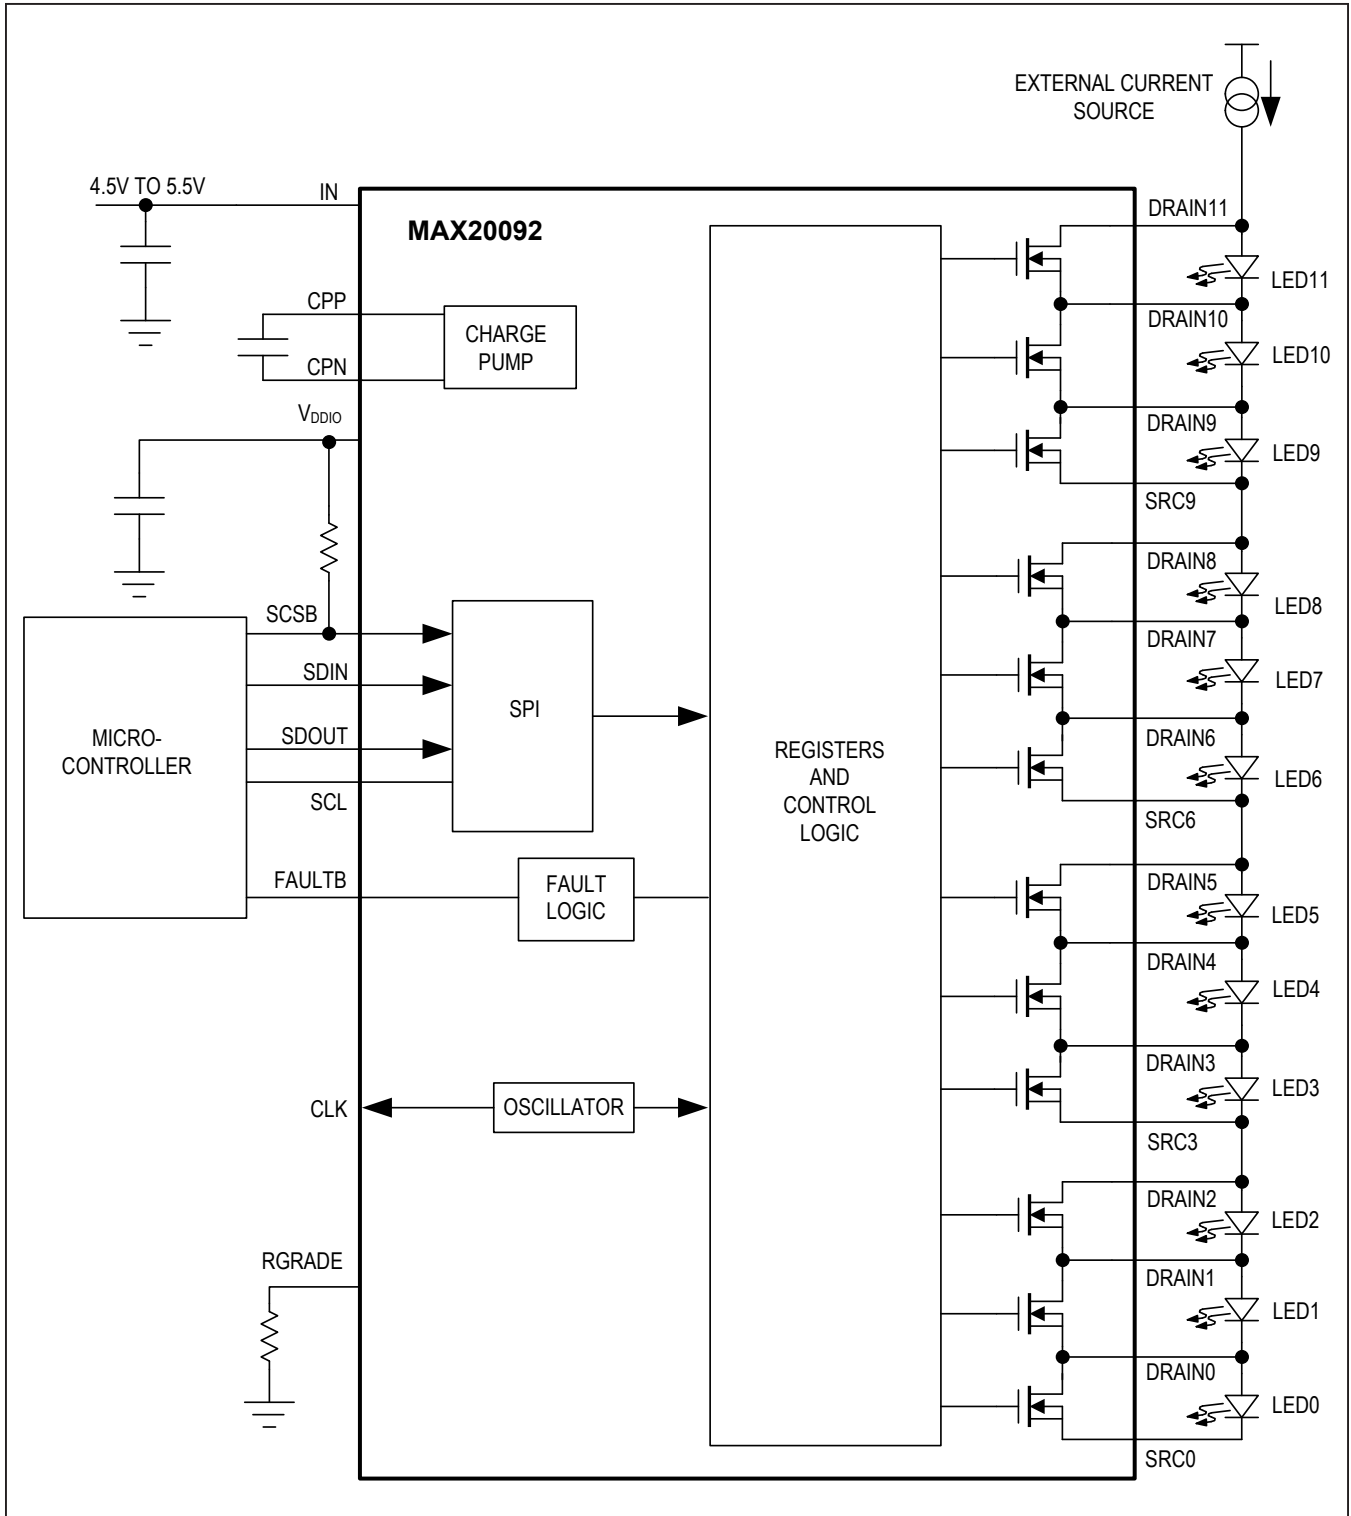 EXTERNAL CURRENT
SOURCE
4.5V TO 5.5V
IN
MAX20092
DRAIN11
LED11
CPP
CHARGE
PUMP
CPN
DRAIN10
LED10
VDDIO
DRAIN9
LED9
SRC9
DRAIN8
LED8
SCSB
DRAIN7
LED7
SDIN
SPI
SDOUT
MICRO-
CONTROLLER
DRAIN6
LED6
REGISTERS
AND
CONTROL
LOGIC
SCL
SRC6
FAULTB
FAULT
LOGIC
DRAIN5
LED5
DRAIN4
LED4
DRAIN3
LED3
CLK
OSCILLATOR
SRC3
DRAIN2
LED2
RGRADE
DRAIN1
LED1
DRAIN0
LED0
SRC0